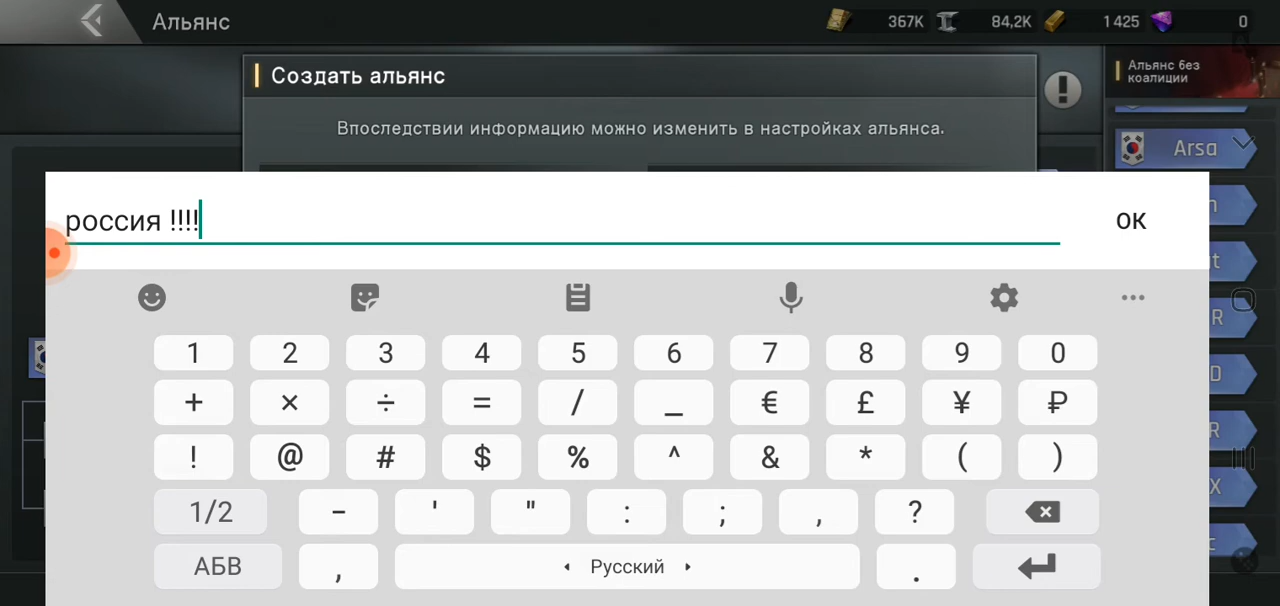 Альянс
367K
84,2K
1 425
0
Создать альянс
Впоследствии информацию можно изменить в настройках альянса.
Альянс без
коалиции
Arsa
россия !!!!
ок
1 2 3 4 5 6 7 8 9 0
+ × ÷ = / _ € £ ¥ ₽
! @ # $ % ^ & * ( )
1/2 - ' " : ; , ?
АБВ , Русский .